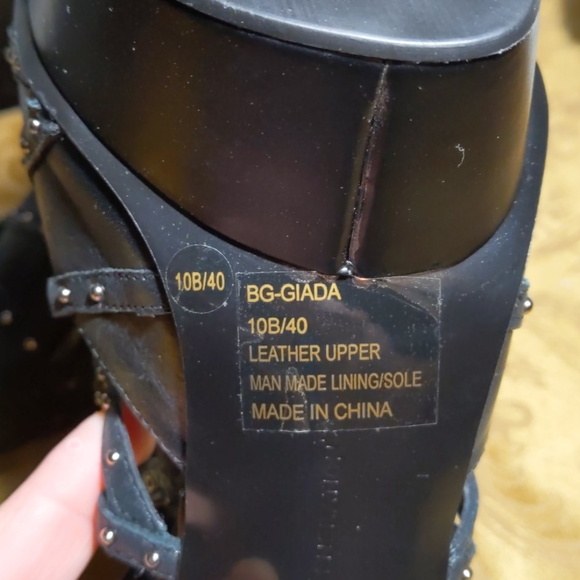 10B/40
BG-GIADA
10B/40
LEATHER UPPER
MAN MADE LINING/SOLE
MADE IN CHINA